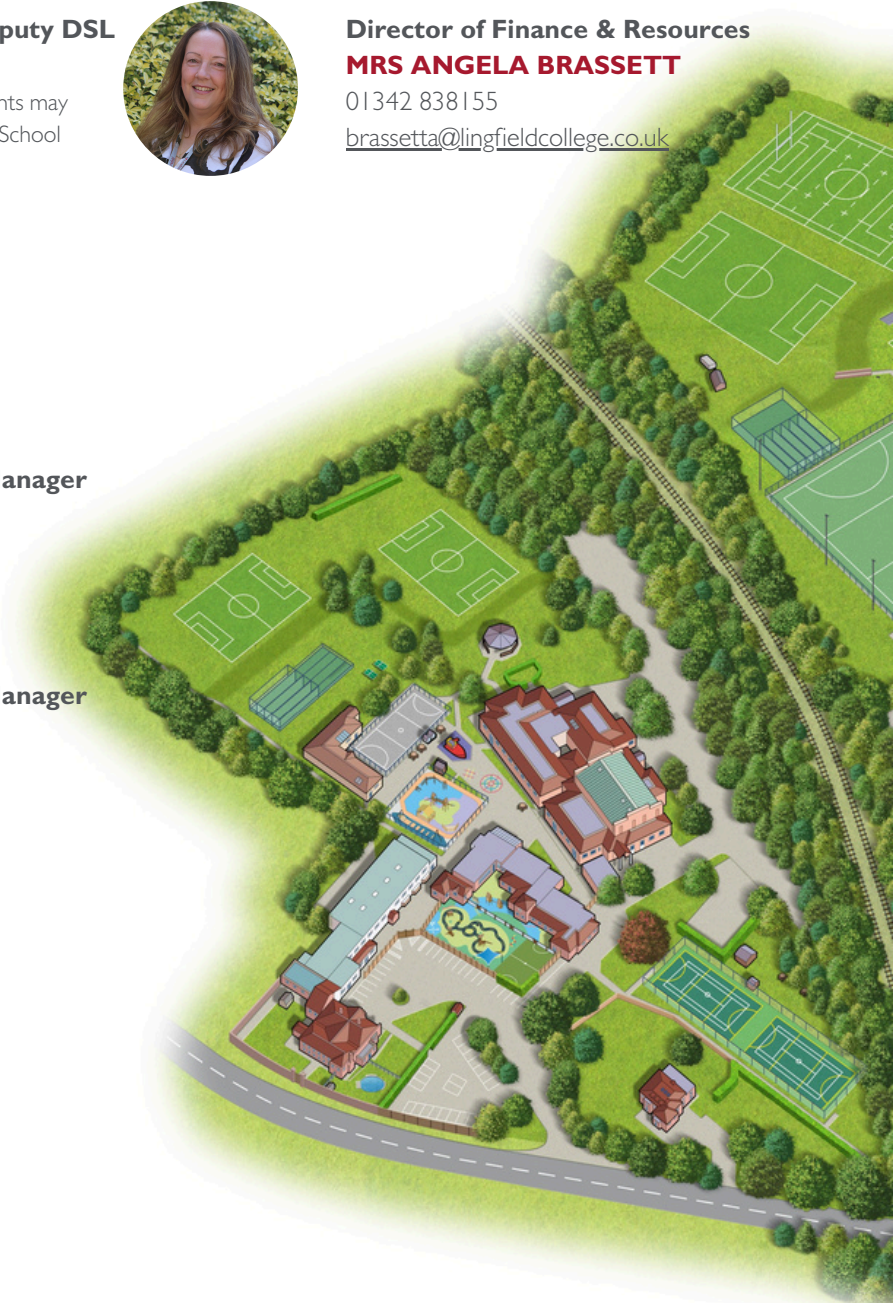 puty DSL
nts may
School
Director of Finance & Resources
MRS ANGELA BRASSETT
01342 838155
brassetta@lingfieldcollege.co.uk
anager
anager